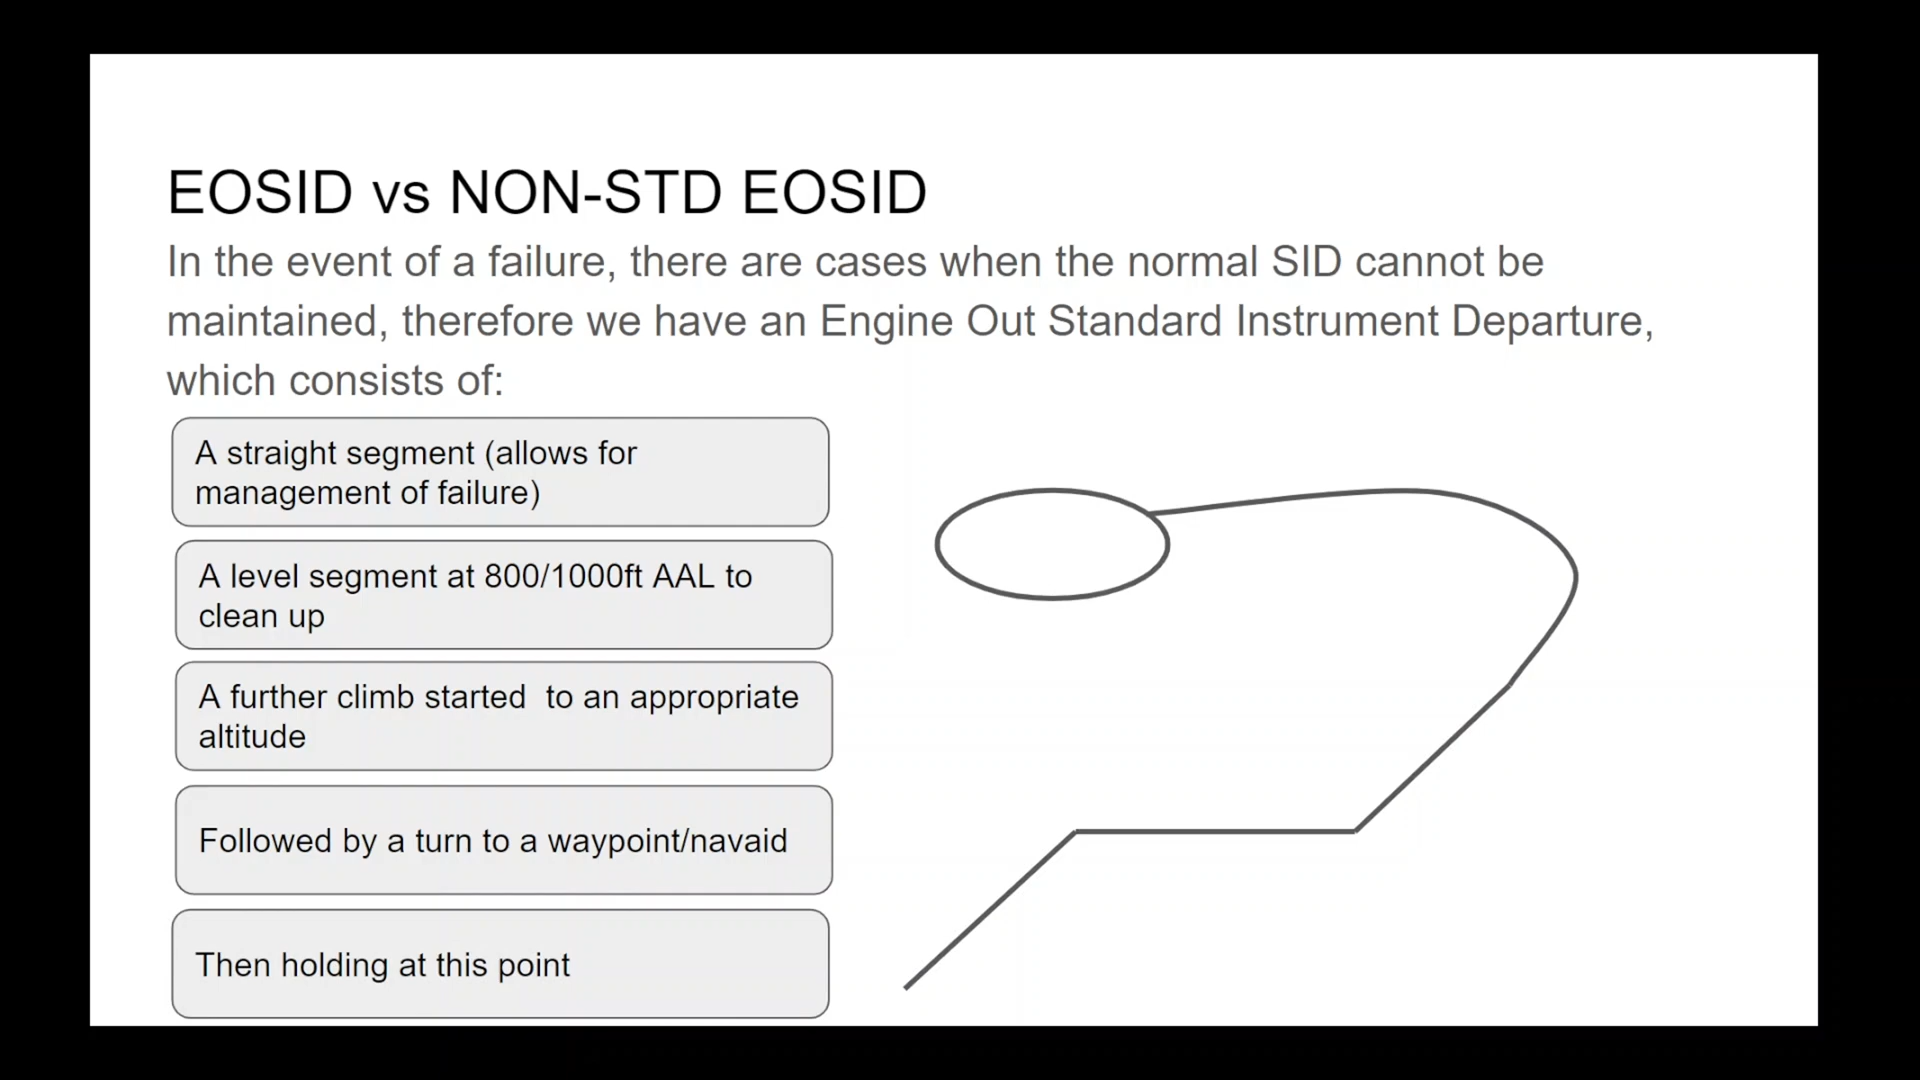 EOSID vs NON-STD EOSID
In the event of a failure, there are cases when the normal SID cannot be
maintained, therefore we have an Engine Out Standard Instrument Departure,
which consists of:
A straight segment (allows for
management of failure)
A level segment at 800/1000ft AAL to
clean up
A further climb started  to an appropriate
altitude
Followed by a turn to a waypoint/navaid
Then holding at this point